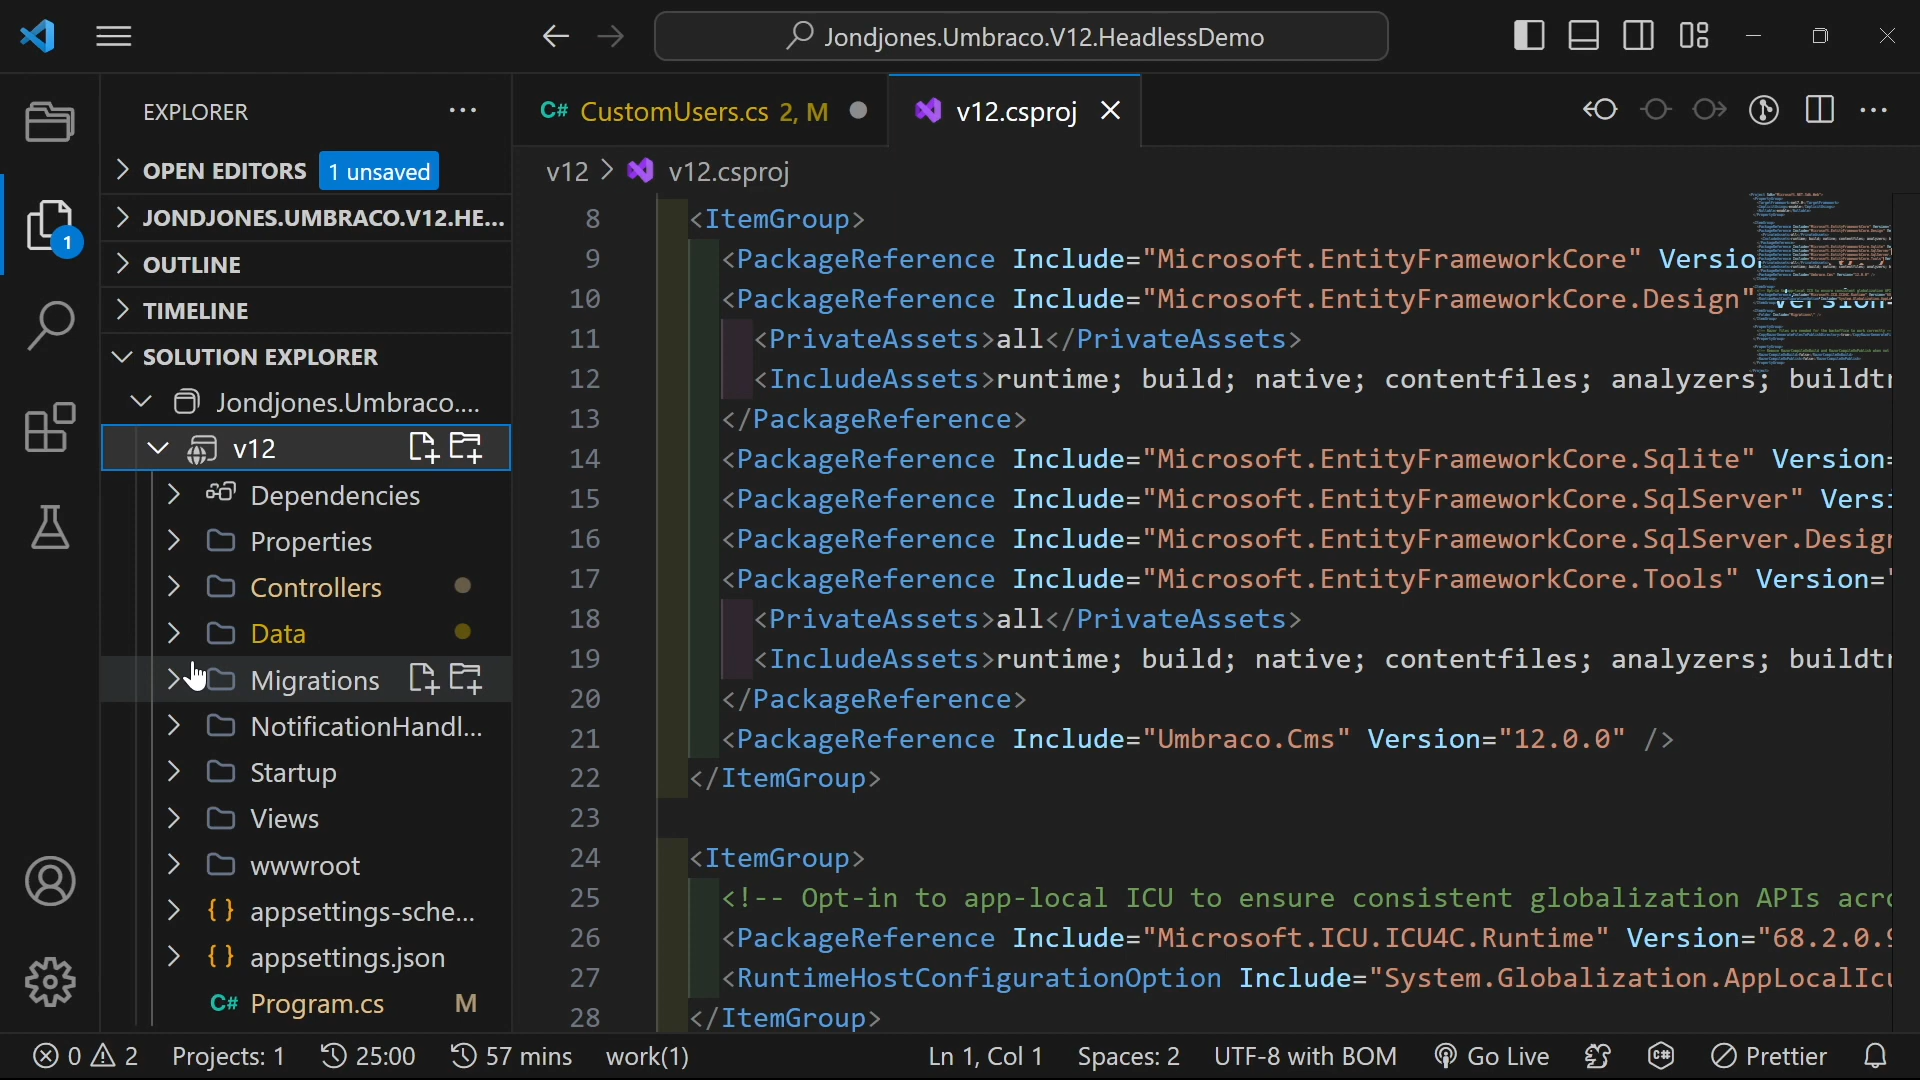 Jondjones.Umbraco.V12.HeadlessDemo
EXPLORER
OPEN EDITORS 1 unsaved
JONDJONES.UMBRACO.V12.HE...
OUTLINE
TIMELINE
SOLUTION EXPLORER
Jondjones.Umbraco....
v12
Dependencies
Properties
Controllers
Data
Migrations
NotificationHandl...
Startup
Views
wwwroot
{} appsettings-sche...
{} appsettings.json
C# Program.cs M
1
C# CustomUsers.cs 2, M
v12.csproj
v12 > v12.csproj
8 <ItemGroup>
9 <PackageReference Include="Microsoft.EntityFrameworkCore" Versio
10 <PackageReference Include="Microsoft.EntityFrameworkCore.Design" Version=
11 <PrivateAssets>all</PrivateAssets>
12 <IncludeAssets>runtime; build; native; contentfiles; analyzers; buildtr
13 </PackageReference>
14 <PackageReference Include="Microsoft.EntityFrameworkCore.Sqlite" Version=
15 <PackageReference Include="Microsoft.EntityFrameworkCore.SqlServer" Versi
16 <PackageReference Include="Microsoft.EntityFrameworkCore.SqlServer.Design
17 <PackageReference Include="Microsoft.EntityFrameworkCore.Tools" Version="
18 <PrivateAssets>all</PrivateAssets>
19 <IncludeAssets>runtime; build; native; contentfiles; analyzers; buildtr
20 </PackageReference>
21 <PackageReference Include="Umbraco.Cms" Version="12.0.0" />
22 </ItemGroup>
23
24 <ItemGroup>
25 <!-- Opt-in to app-local ICU to ensure consistent globalization APIs acro
26 <PackageReference Include="Microsoft.ICU.ICU4C.Runtime" Version="68.2.0.9
27 <RuntimeHostConfigurationOption Include="System.Globalization.AppLocalIcu
28 </ItemGroup>
0 2 Projects: 1 25:00 57 mins work(1) Ln 1, Col 1 Spaces: 2 UTF-8 with BOM Go Live Prettier